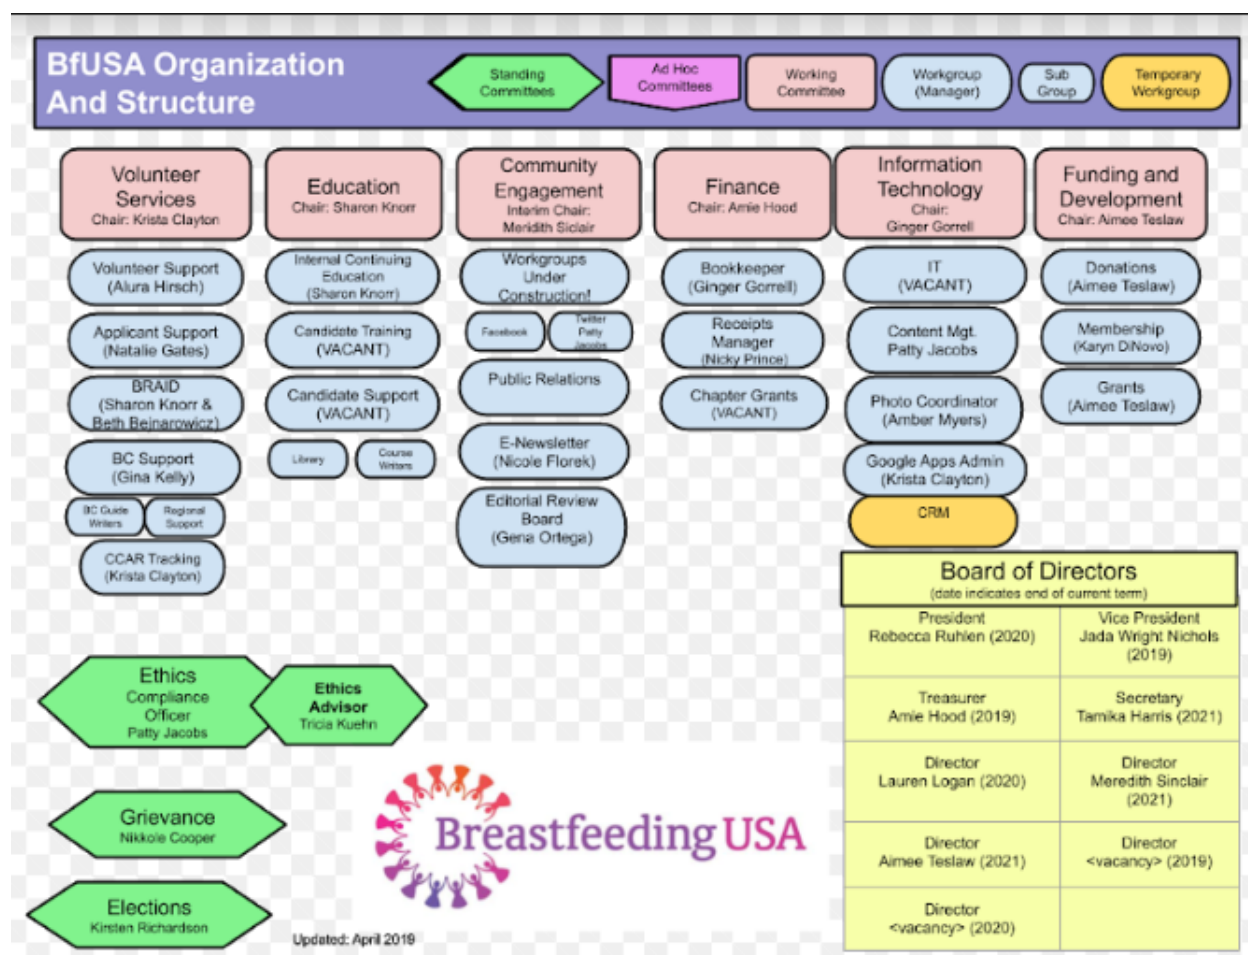 BfUSA Organization
And Structure
Standing
Committees
Ad Hoc
Committees
Working
Committee
Workgroup
(Manager)
Sub
Group
Temporary
Workgroup
Volunteer
Services
Chair: Krista Clayton
Volunteer Support
(Alura Hirsch)
Applicant Support
(Natalie Gates)
BRAID
(Sharon Knorr &
Beth Bejnarowicz)
BC Support
(Gina Kelly)
BC Guide
Writers
Regional
Support
CCAR Tracking
(Krista Clayton)
Education
Chair: Sharon Knorr
Internal Continuing
Education
(Sharon Knorr)
Candidate Training
(VACANT)
Candidate Support
(VACANT)
Library
Course
Writers
Community
Engagement
Interim Chair:
Meridith Siclair
Workgroups
Under
Construction!
Facebook
Twitter
Patty
Jacobs
Public Relations
E-Newsletter
(Nicole Florek)
Editorial Review
Board
(Gena Ortega)
Finance
Chair: Amie Hood
Bookkeeper
(Ginger Gorrell)
Receipts
Manager
(Nicky Prince)
Chapter Grants
(VACANT)
Information
Technology
Chair:
Ginger Gorrell
IT
(VACANT)
Content Mgt.
Patty Jacobs
Photo Coordinator
(Amber Myers)
Google Apps Admin
(Krista Clayton)
CRM
Funding and
Development
Chair: Aimee Teslaw
Donations
(Aimee Teslaw)
Membership
(Karyn DiNovo)
Grants
(Aimee Teslaw)
Board of Directors
(date indicates end of current term)
President
Rebecca Ruhlen (2020)
Vice President
Jada Wright Nichols
(2019)
Treasurer
Amie Hood (2019)
Secretary
Tamika Harris (2021)
Director
Lauren Logan (2020)
Director
Meredith Sinclair
(2021)
Director
Aimee Teslaw (2021)
Director
<vacancy> (2019)
Director
<vacancy> (2020)
Ethics
Compliance
Officer
Patty Jacobs
Ethics
Advisor
Tricia Kuehn
Grievance
Nikkole Cooper
Elections
Kirsten Richardson
Breastfeeding USA
Updated: April 2019